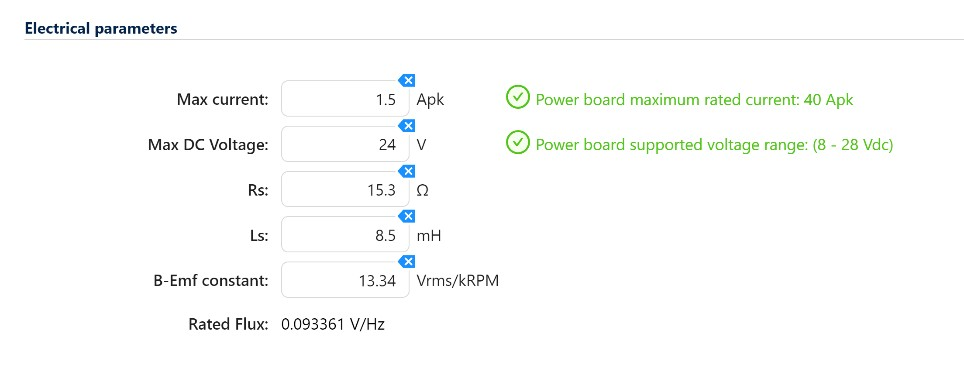 Electrical parameters
Max current: 1.5 Apk Power board maximum rated current: 40 Apk
Max DC Voltage: 24 V Power board supported voltage range: (8 - 28 Vdc)
Rs: 15.3 Ω
Ls: 8.5 mH
B-Emf constant: 13.34 Vrms/kRPM
Rated Flux: 0.093361 V/Hz